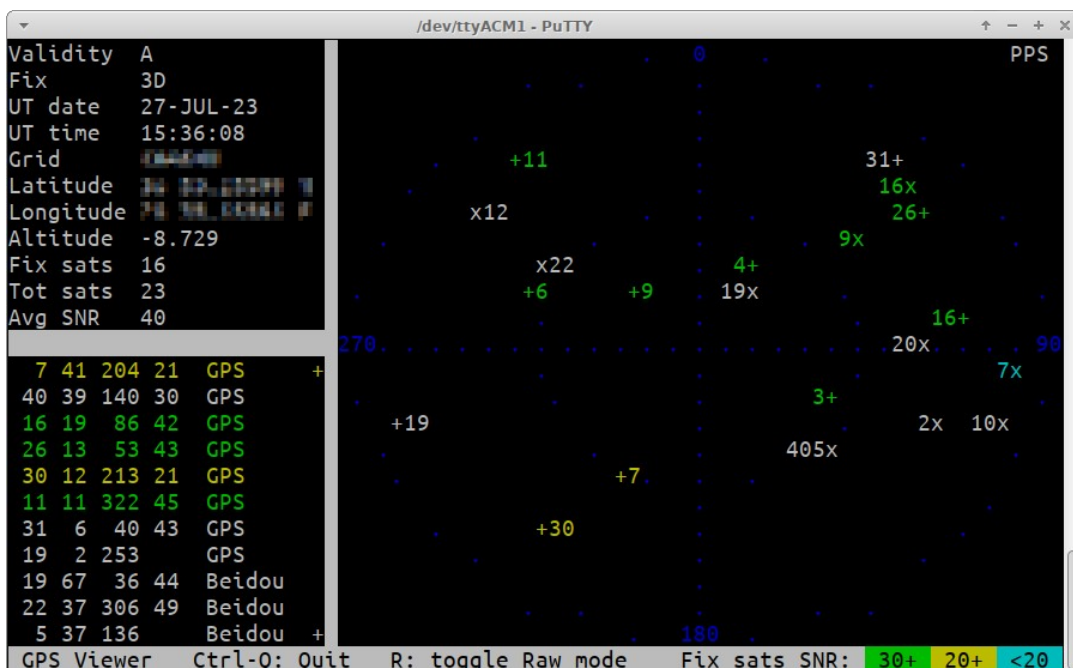 /dev/ttyACM1 - PuTTY
Validity A
Fix 3D
UT date 27-JUL-23
UT time 15:36:08
Grid
Latitude
Longitude
Altitude -8.729
Fix sats 16
Tot sats 23
Avg SNR 40
7 41 204 21 GPS +
40 39 140 30 GPS
16 19 86 42 GPS
26 13 53 43 GPS
30 12 213 21 GPS
11 11 322 45 GPS
31 6 40 43 GPS
19 2 253 GPS
19 67 36 44 Beidou
22 37 306 49 Beidou
5 37 136 Beidou +
0 PPS
+11 31+
16x
x12 26+
9x
x22 4+
+6 +9 19x
16+
270 20x 90
7x
3+
+19 2x 10x
405x
+7
+30
180
GPS Viewer Ctrl-Q: Quit R: toggle Raw mode Fix sats SNR: 30+ 20+ <20